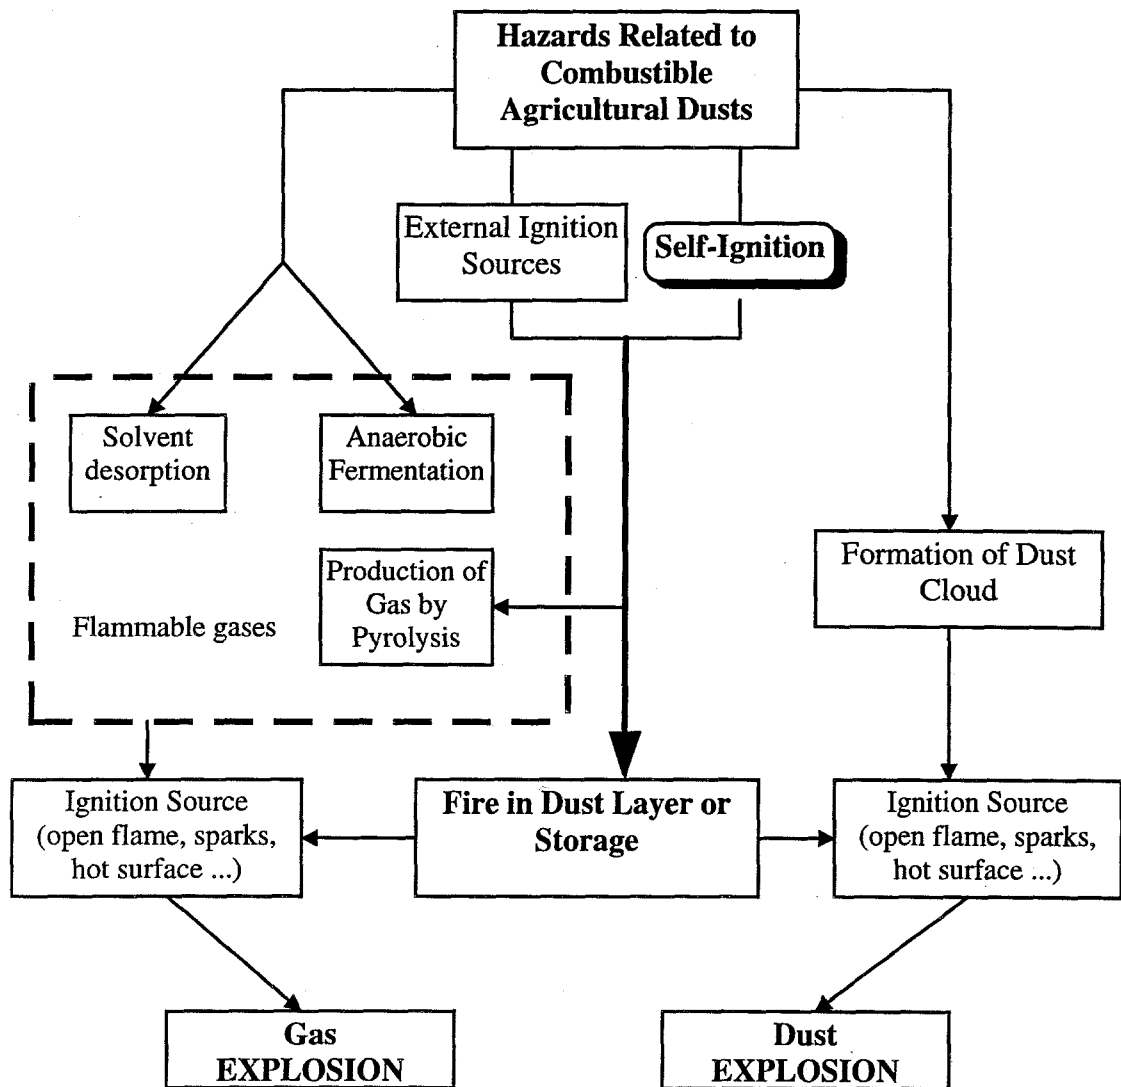 Hazards Related to
Combustible
Agricultural Dusts
External Ignition
Sources
Self-Ignition
Solvent
desorption
Anaerobic
Fermentation
Production of
Gas by
Pyrolysis
Flammable gases
Formation of Dust
Cloud
Ignition Source
(open flame, sparks,
hot surface ...)
Fire in Dust Layer or
Storage
Ignition Source
(open flame, sparks,
hot surface ...)
Gas
EXPLOSION
Dust
EXPLOSION